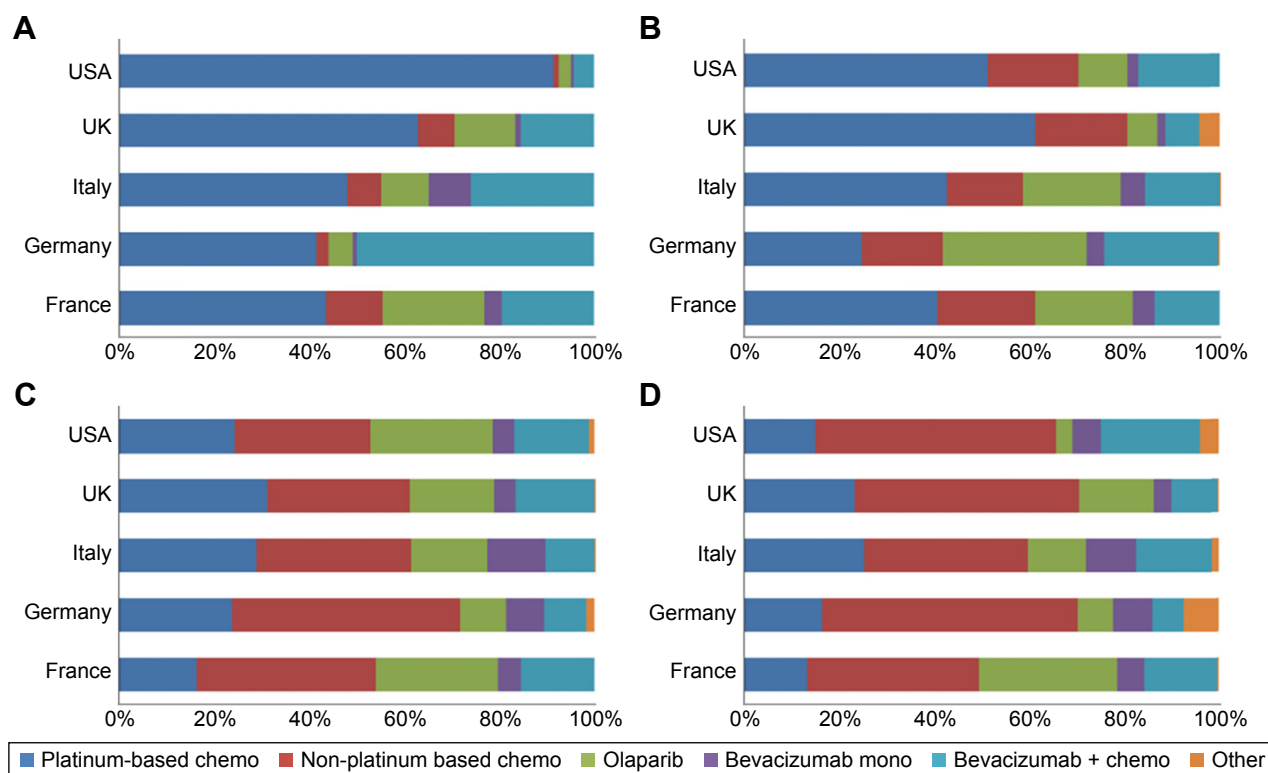 A
USA
UK
Italy
Germany
France
0% 20% 40% 60% 80% 100%
B
USA
UK
Italy
Germany
France
0% 20% 40% 60% 80% 100%
C
USA
UK
Italy
Germany
France
0% 20% 40% 60% 80% 100%
D
USA
UK
Italy
Germany
France
0% 20% 40% 60% 80% 100%
Platinum-based chemo Non-platinum based chemo Olaparib Bevacizumab mono Bevacizumab + chemo Other